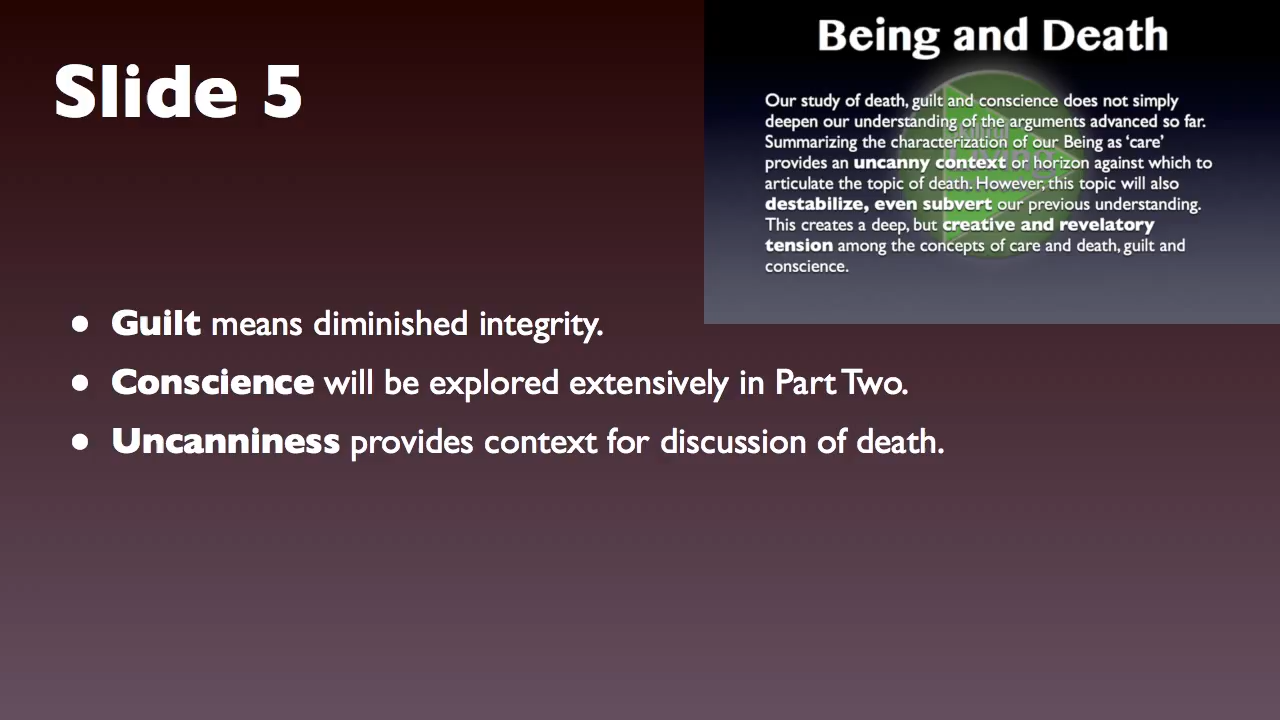 Slide 5
Being and Death
Our study of death, guilt and conscience does not simply
deepen our understanding of the arguments advanced so far.
Summarizing the characterization of our Being as ‘care’
provides an uncanny context or horizon against which to
articulate the topic of death. However, this topic will also
destabilize, even subvert our previous understanding.
This creates a deep, but creative and revelatory
tension among the concepts of care and death, guilt and
conscience.
● Guilt means diminished integrity.
● Conscience will be explored extensively in Part Two.
● Uncanniness provides context for discussion of death.